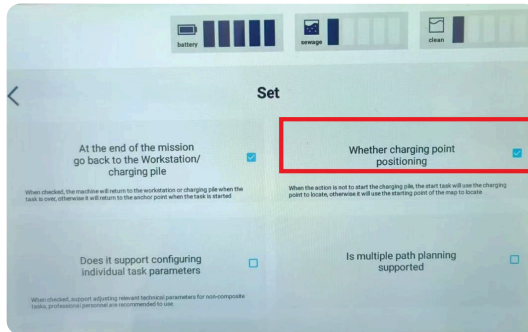 battery
sewage
clean
Set
At the end of the mission
go back to the Workstation/
charging pile
When checked, the machine will return to the workstation or charging pile when the
task is over, otherwise it will return to the anchor point when the task is started
Whether charging point
positioning
When the action is not to start the charging pile, the start task will use the charging
point to locate, otherwise it will use the starting point of the map to locate
Does it support configuring
individual task parameters
When checked, support adjusting relevant technical parameters for non-composite
tasks, professional personnel are recommended to use
Is multiple path planning
supported